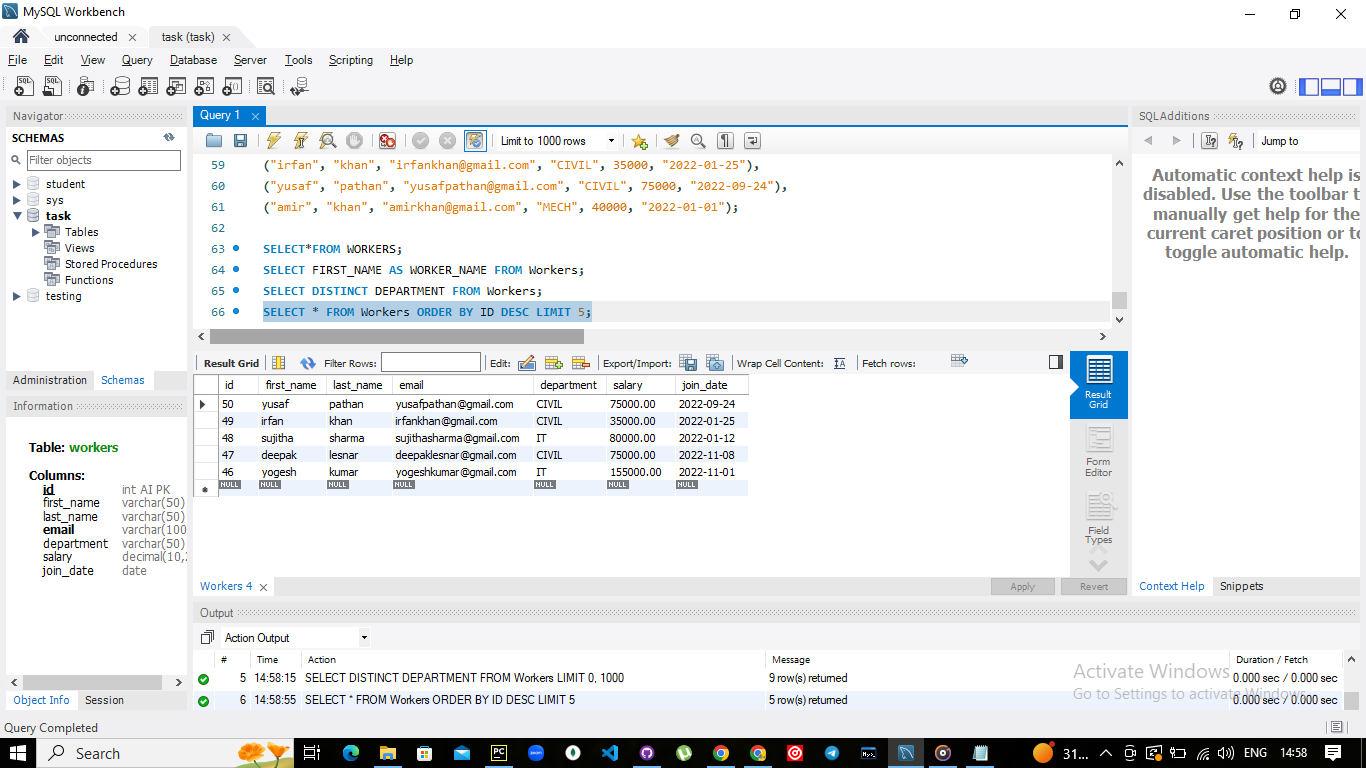 MySQL Workbench
unconnected
task (task)
File Edit View Query Database Server Tools Scripting Help
Navigator
SCHEMAS
Filter objects
student
sys
task
Tables
Views
Stored Procedures
Functions
testing
Administration Schemas
Information
Table: workers
Columns:
id int AI PK
first_name varchar(50)
last_name varchar(50)
email varchar(100
department varchar(50)
salary decimal(10,
join_date date
Object Info Session
Query Completed
Query 1
Limit to 1000 rows
59 ("irfan", "khan", "irfankhan@gmail.com", "CIVIL", 35000, "2022-01-25"),
60 ("yusaf", "pathan", "yusafpathan@gmail.com", "CIVIL", 75000, "2022-09-24"),
61 ("amir", "khan", "amirkhan@gmail.com", "MECH", 40000, "2022-01-01");
62
63 SELECT*FROM WORKERS;
64 SELECT FIRST_NAME AS WORKER_NAME FROM Workers;
65 SELECT DISTINCT DEPARTMENT FROM Workers;
66 SELECT * FROM Workers ORDER BY ID DESC LIMIT 5;
Result Grid Filter Rows: Edit: Export/Import: Wrap Cell Content: Fetch rows:
id first_name last_name email department salary join_date
50 yusaf pathan yusafpathan@gmail.com CIVIL 75000.00 2022-09-24
49 irfan khan irfankhan@gmail.com CIVIL 35000.00 2022-01-25
48 sujitha sharma sujithasharma@gmail.com IT 80000.00 2022-01-12
47 deepak lesnar deepaklesnar@gmail.com CIVIL 75000.00 2022-11-08
46 yogesh kumar yogeshkumar@gmail.com IT 155000.00 2022-11-01
NULL NULL NULL NULL NULL NULL NULL
Result
Grid
Form
Editor
Field
Types
Workers 4
Apply Revert
SQLAdditions
Jump to
Automatic context help is
disabled. Use the toolbar t
manually get help for the
current caret position or to
toggle automatic help.
Context Help Snippets
Output
Action Output
# Time Action Message Duration / Fetch
5 14:58:15 SELECT DISTINCT DEPARTMENT FROM Workers LIMIT 0, 1000 9 row(s) returned 0.000 sec / 0.000 sec
6 14:58:55 SELECT * FROM Workers ORDER BY ID DESC LIMIT 5 5 row(s) returned 0.000 sec / 0.000 sec
Activate Windows
Go to Settings to activate Windows.
Search
31... ENG 14:58